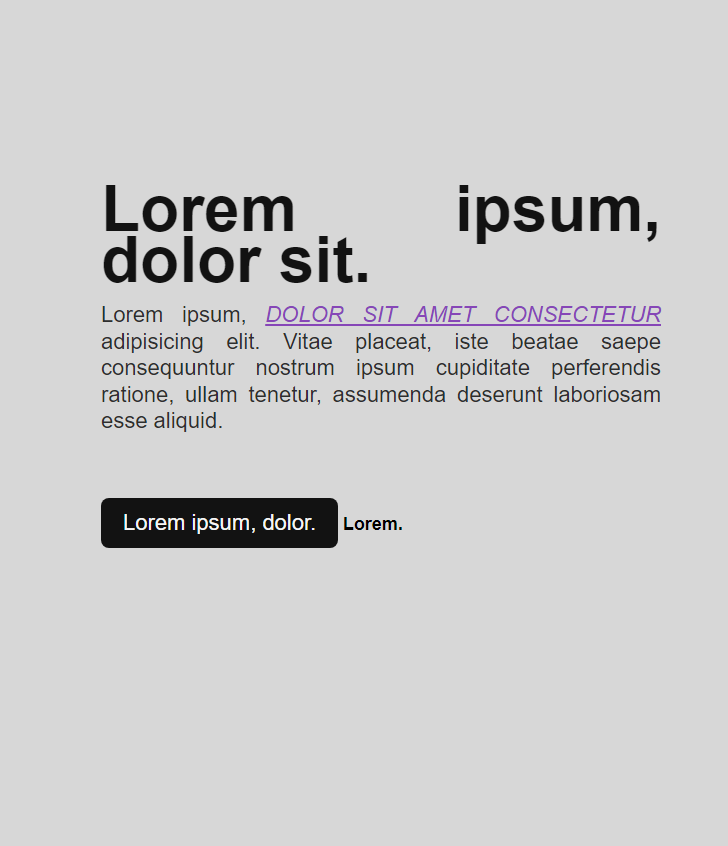 Lorem ipsum,
dolor sit.
Lorem ipsum, DOLOR SIT AMET CONSECTETUR
adipisicing elit. Vitae placeat, iste beatae saepe
consequuntur nostrum ipsum cupiditate perferendis
ratione, ullam tenetur, assumenda deserunt laboriosam
esse aliquid.
Lorem ipsum, dolor. Lorem.